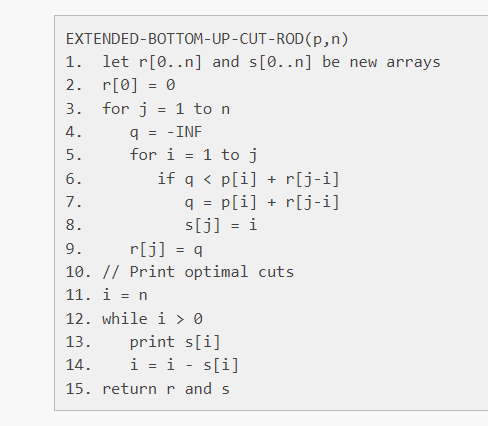 EXTENDED-BOTTOM-UP-CUT-ROD(p,n)
1.  let r[0..n] and s[0..n] be new arrays
2.  r[0] = 0
3.  for j = 1 to n
4.     q = -INF
5.     for i = 1 to j
6.        if q < p[i] + r[j-i]
7.           q = p[i] + r[j-i]
8.           s[j] = i
9.     r[j] = q
10. // Print optimal cuts
11. i = n
12. while i > 0
13.    print s[i]
14.    i = i - s[i]
15. return r and s